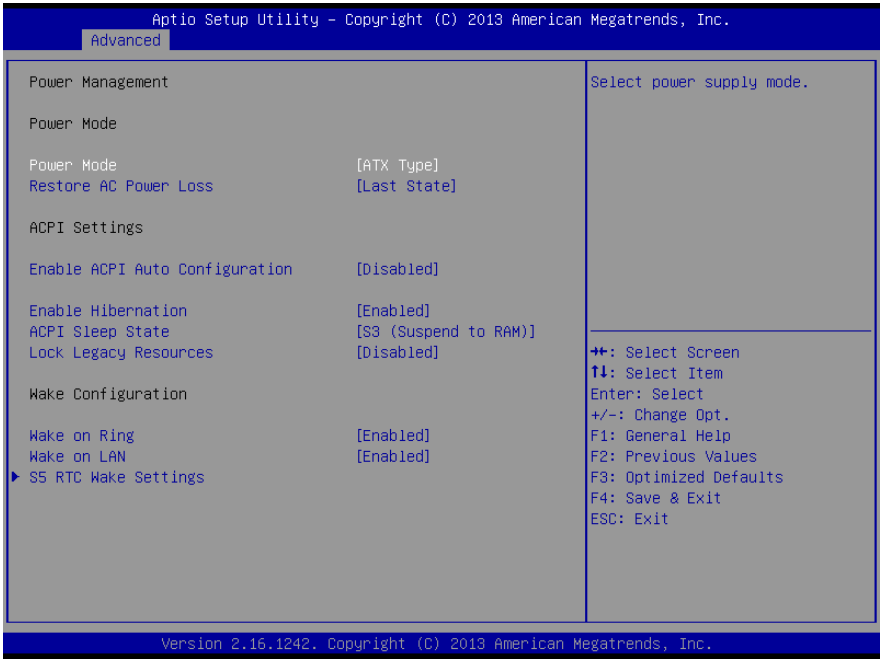 Aptio Setup Utility – Copyright (C) 2013 American Megatrends, Inc.
Advanced
Power Management
Power Mode
Power Mode [ATX Type]
Restore AC Power Loss [Last State]
ACPI Settings
Enable ACPI Auto Configuration [Disabled]
Enable Hibernation [Enabled]
ACPI Sleep State [S3 (Suspend to RAM)]
Lock Legacy Resources [Disabled]
Wake Configuration
Wake on Ring [Enabled]
Wake on LAN [Enabled]
▶ S5 RTC Wake Settings
Select power supply mode.
→←: Select Screen
↑↓: Select Item
Enter: Select
+/-: Change Opt.
F1: General Help
F2: Previous Values
F3: Optimized Defaults
F4: Save & Exit
ESC: Exit
Version 2.16.1242. Copyright (C) 2013 American Megatrends, Inc.